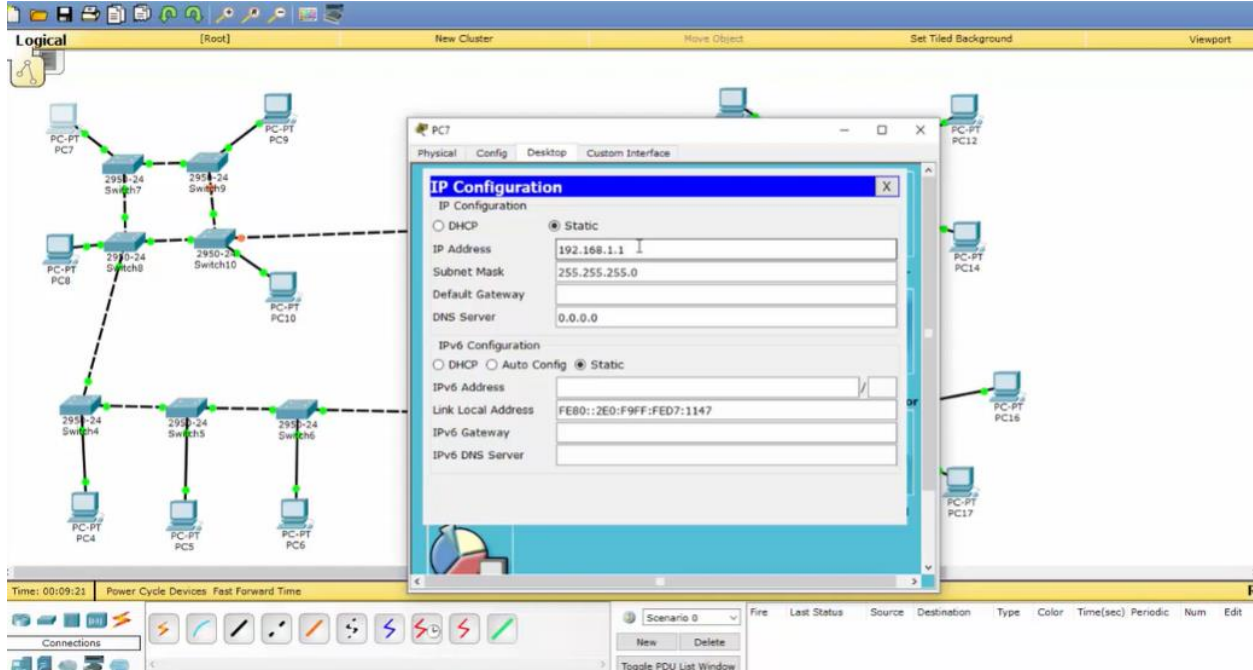 Logical [Root] New Cluster Move Object Set Tiled Background Viewport
PC-PT
PC7
PC-PT
PC9
2950-24
Switch7
2950-24
Switch9
PC-PT
PC8
2950-24
Switch8
2950-24
Switch10
PC-PT
PC10
2950-24
Switch4
2950-24
Switch5
2950-24
Switch6
PC-PT
PC4
PC-PT
PC5
PC-PT
PC6
PC7
Physical Config Desktop Custom Interface
IP Configuration X
IP Configuration
DHCP Static
IP Address 192.168.1.1
Subnet Mask 255.255.255.0
Default Gateway
DNS Server 0.0.0.0
IPv6 Configuration
DHCP Auto Config Static
IPv6 Address /
Link Local Address FE80::2E0:F9FF:FED7:1147
IPv6 Gateway
IPv6 DNS Server
or
PC-PT
PC12
PC-PT
PC14
PC-PT
PC16
PC-PT
PC17
Time: 00:09:21 Power Cycle Devices Fast Forward Time
Connections
Scenario 0
New Delete
Toggle PDU List Window
Fire Last Status Source Destination Type Color Time(sec) Periodic Num Edit